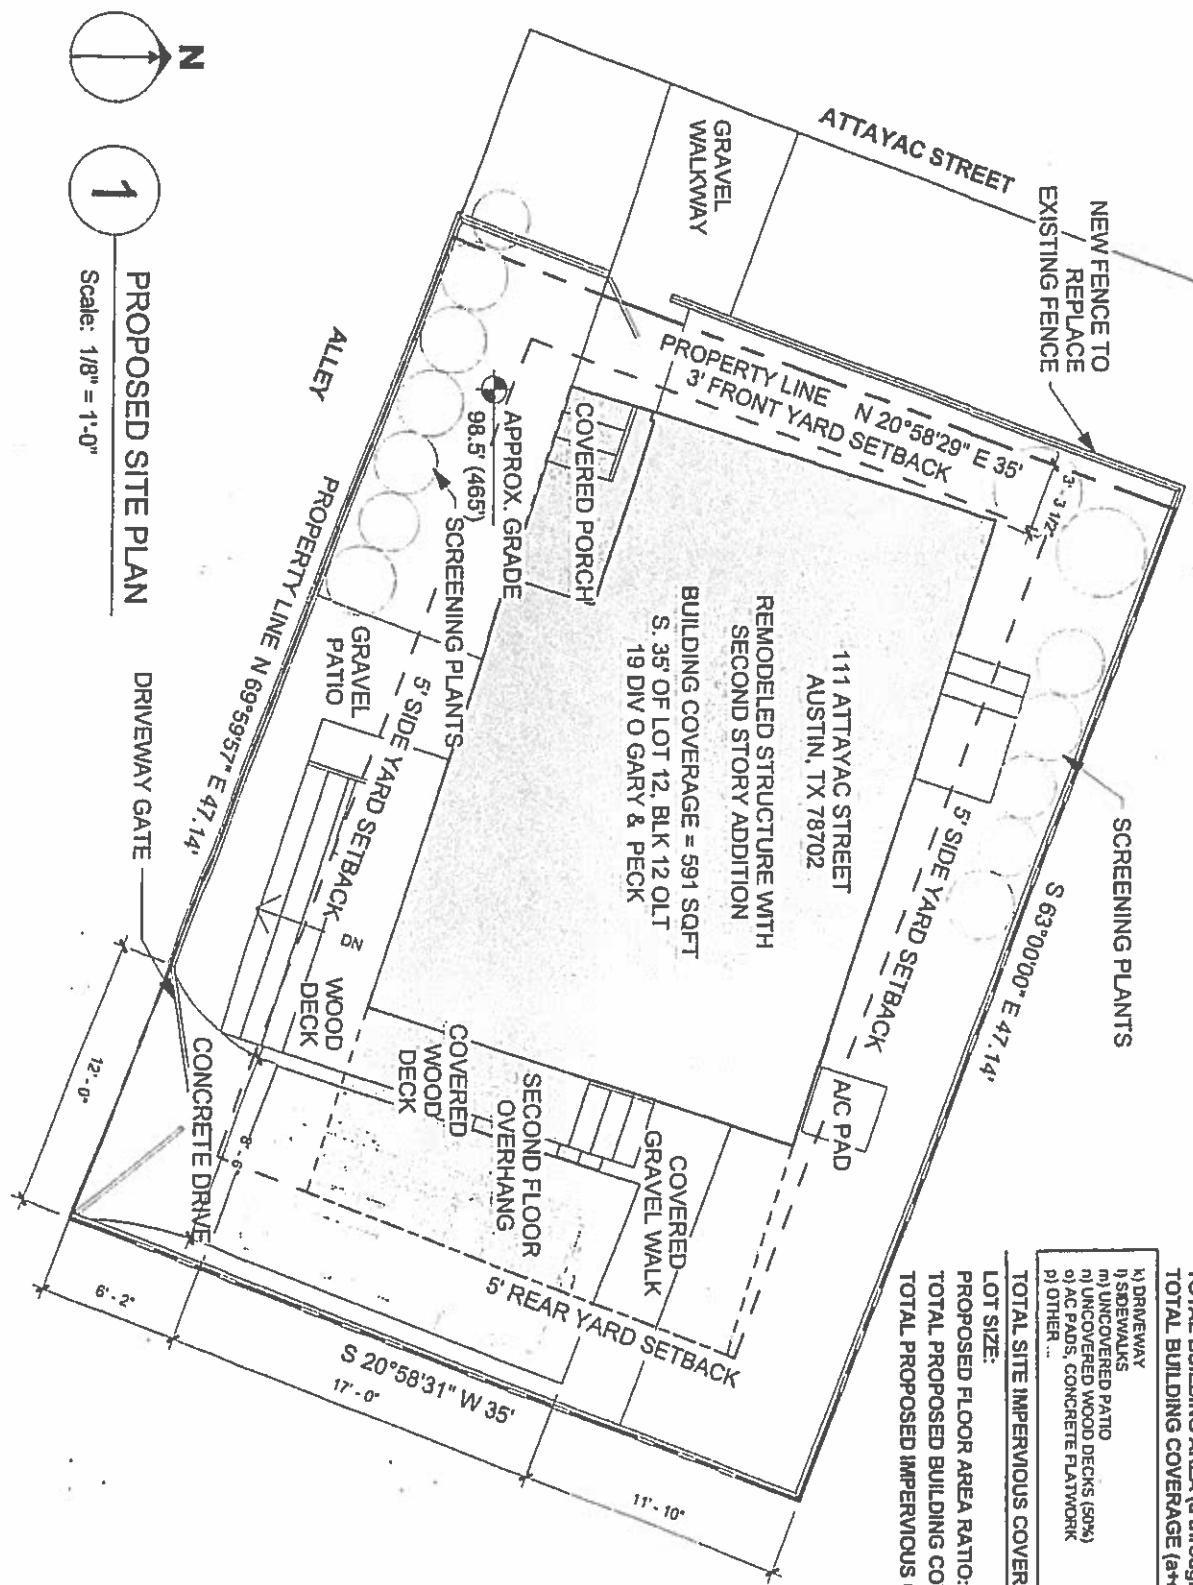 N
1
PROPOSED SITE PLAN
Scale: 1/8" = 1'-0"
ATTAYAC STREET
GRAVEL
WALKWAY
NEW FENCE TO
REPLACE
EXISTING FENCE
PROPERTY LINE N 20°58'29" E 35'
3' FRONT YARD SETBACK
3' - 3 1/2"
ALLEY
PROPERTY LINE N 69°59'57" E 47.14'
COVERED PORCH
APPROX. GRADE
98.5' (465')
SCREENING PLANTS
GRAVEL
PATIO
5' SIDE YARD SETBACK
111 ATTAYAC STREET
AUSTIN, TX 78702
REMODELED STRUCTURE WITH
SECOND STORY ADDITION
BUILDING COVERAGE = 591 SQFT
S. 35' OF LOT 12, BLK 12 OLT
19 DIV O GARY & PECK
SCREENING PLANTS
S 63°00'00" E 47.14'
5' SIDE YARD SETBACK
A/C PAD
DRIVEWAY GATE
DN
WOOD
DECK
COVERED
WOOD
DECK
SECOND FLOOR
OVERHANG
COVERED
GRAVEL WALK
CONCRETE DRIVE
5' REAR YARD SETBACK
S 20°58'31" W 35'
12' - 0"
6' - 2"
17' - 0"
11' - 10"
TOTAL BUILDING COVERAGE
k) DRIVEWAY
l) SIDEWALKS
m) UNCOVERED PATIO
n) UNCOVERED WOOD DECKS (50%)
o) AC PADS, CONCRETE FLATWORK
p) OTHER...
TOTAL SITE IMPERVIOUS COVER
LOT SIZE:
PROPOSED FLOOR AREA RATIO:
TOTAL PROPOSED BUILDING CO
TOTAL PROPOSED IMPERVIOUS